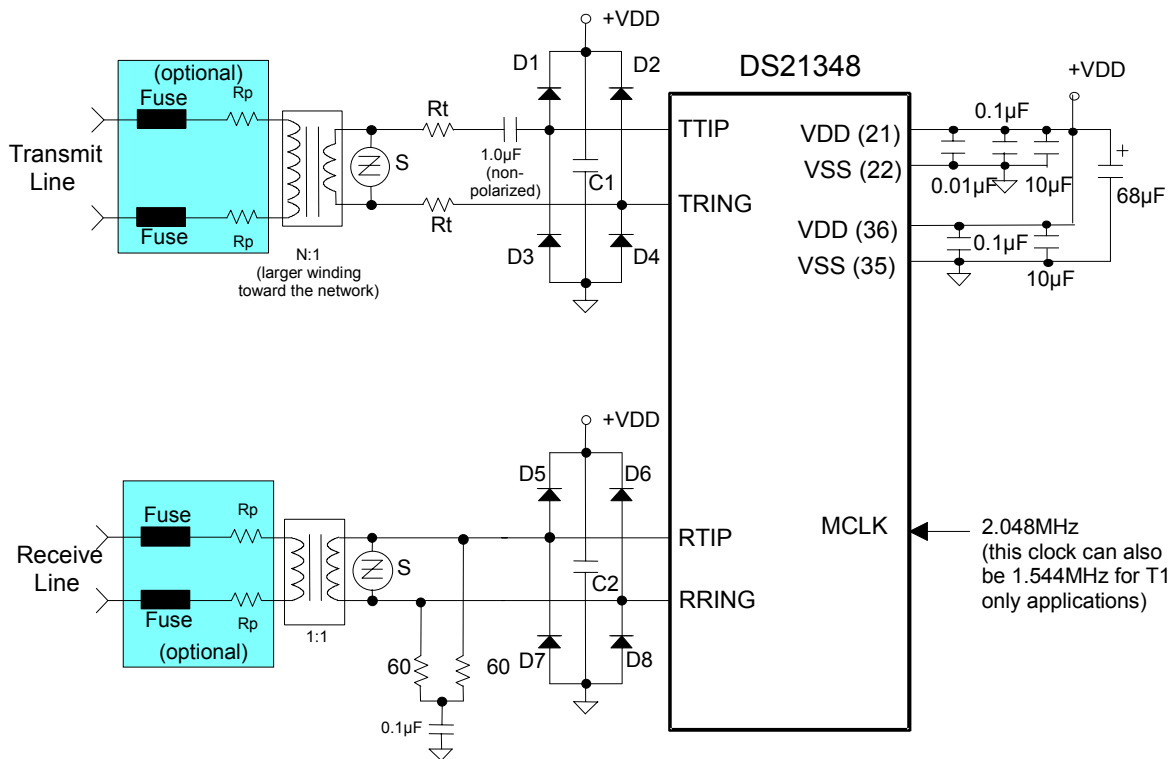 +VDD
(optional)
Fuse
Rp
D1
D2
DS21348
+VDD
Transmit
Line
S
Rt
1.0µF
(non-
polarized)
C1
TTIP
VDD (21)
0.1µF
+
VSS (22)
0.01µF
10µF
68µF
Fuse
Rp
Rt
TRING
D3
D4
VDD (36)
0.1µF
VSS (35)
10µF
N:1
(larger winding
toward the network)
+VDD
D5
D6
Fuse
Rp
Receive
Line
S
C2
RTIP
RRING
MCLK
2.048MHz
(this clock can also
be 1.544MHz for T1
only applications)
Fuse
Rp
(optional)
1:1
60
60
D7
D8
0.1µF